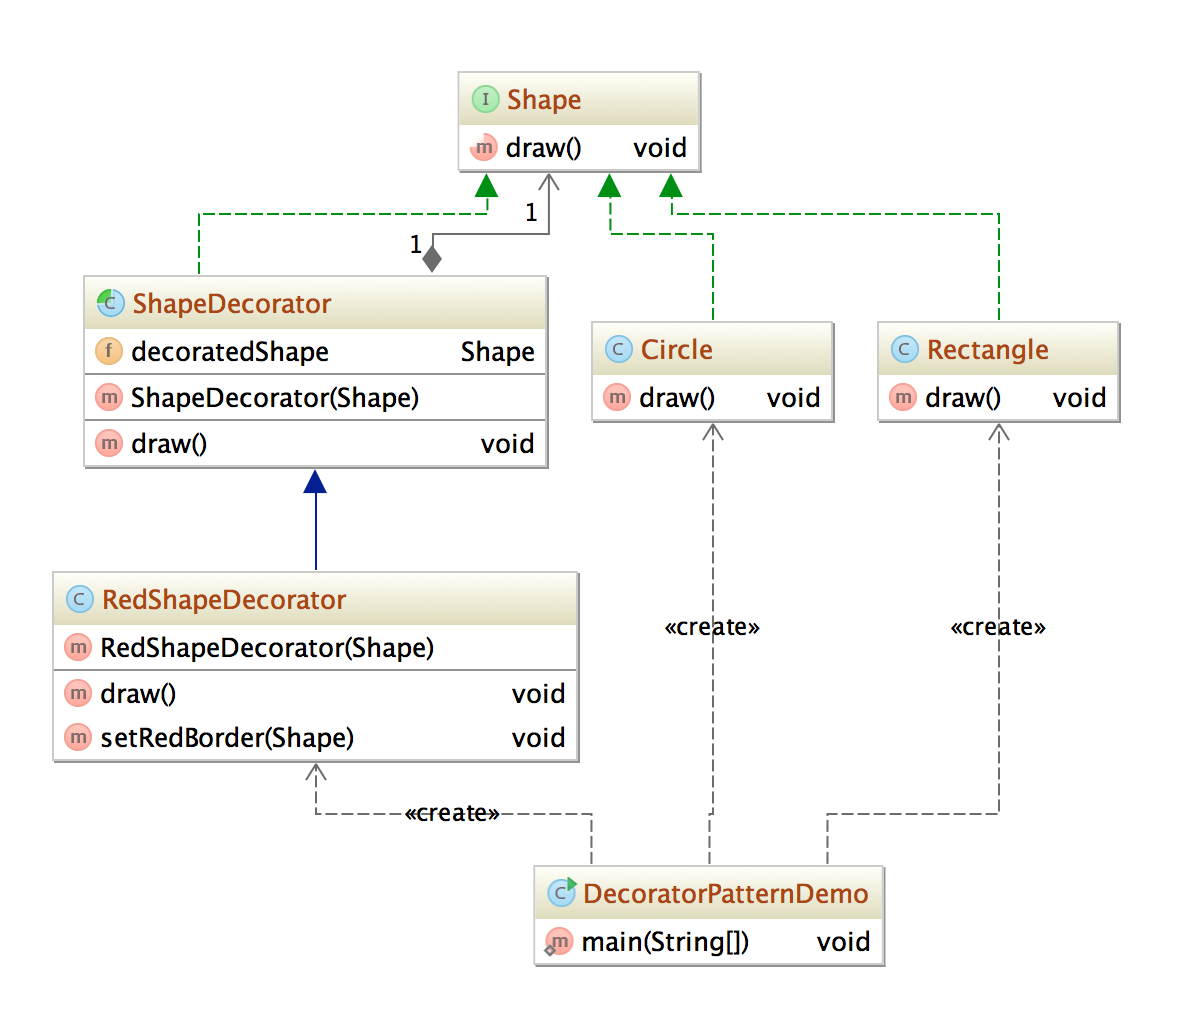 I Shape
m draw() void
1
1
C ShapeDecorator
f decoratedShape Shape
m ShapeDecorator(Shape)
m draw() void
C Circle
m draw() void
C Rectangle
m draw() void
C RedShapeDecorator
m RedShapeDecorator(Shape)
m draw() void
m setRedBorder(Shape) void
«create»
«create»
«create»
C DecoratorPatternDemo
m main(String[]) void